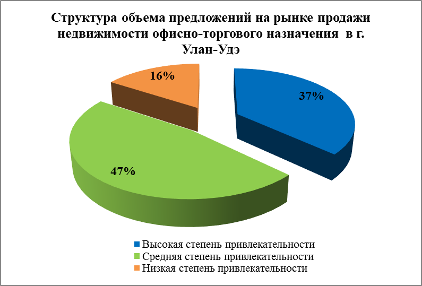 Структура объема предложений на рынке продажи
недвижимости офисно-торгового назначения в г.
Улан-Удэ
16%
37%
47%
Высокая степень привлекательности
Средняя степень привлекательности
Низкая степень привлекательности